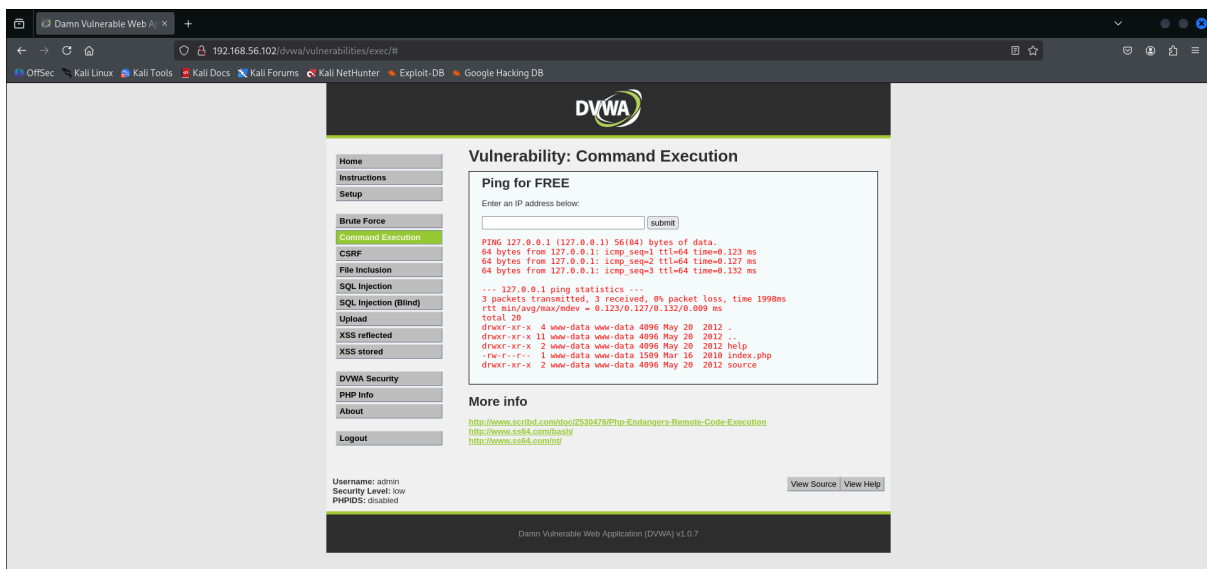 Damn Vulnerable Web Ap
192.168.56.102/dvwa/vulnerabilities/exec/#
OffSec Kali Linux Kali Tools Kali Docs Kali Forums Kali NetHunter Exploit-DB Google Hacking DB
DVWA
Home
Instructions
Setup
Brute Force
Command Execution
CSRF
File Inclusion
SQL Injection
SQL Injection (Blind)
Upload
XSS reflected
XSS stored
DVWA Security
PHP Info
About
Logout
Vulnerability: Command Execution
Ping for FREE
Enter an IP address below:
submit
PING 127.0.0.1 (127.0.0.1) 56(84) bytes of data.
64 bytes from 127.0.0.1: icmp_seq=1 ttl=64 time=0.123 ms
64 bytes from 127.0.0.1: icmp_seq=2 ttl=64 time=0.127 ms
64 bytes from 127.0.0.1: icmp_seq=3 ttl=64 time=0.132 ms
--- 127.0.0.1 ping statistics ---
3 packets transmitted, 3 received, 0% packet loss, time 1998ms
rtt min/avg/max/mdev = 0.123/0.127/0.132/0.009 ms
total 20
drwxr-xr-x 4 www-data www-data 4096 May 20 2012 .
drwxr-xr-x 11 www-data www-data 4096 May 20 2012 ..
drwxr-xr-x 2 www-data www-data 4096 May 20 2012 help
-rw-r--r-- 1 www-data www-data 1509 Mar 16 2010 index.php
drwxr-xr-x 2 www-data www-data 4096 May 20 2012 source
More info
http://www.scribd.com/doc/2530476/Php-Endangers-Remote-Code-Execution
http://www.ss64.com/bash/
http://www.ss64.com/nt/
Username: admin
Security Level: low
PHPIDS: disabled
View Source View Help
Damn Vulnerable Web Application (DVWA) v1.0.7